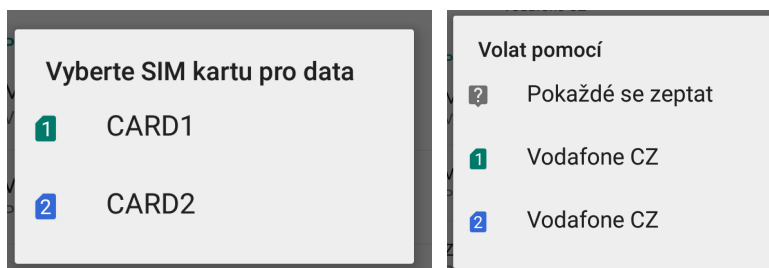 Vyberte SIM kartu pro data
1 CARD1
2 CARD2
Volat pomocí
? Pokaždé se zeptat
1 Vodafone CZ
2 Vodafone CZ